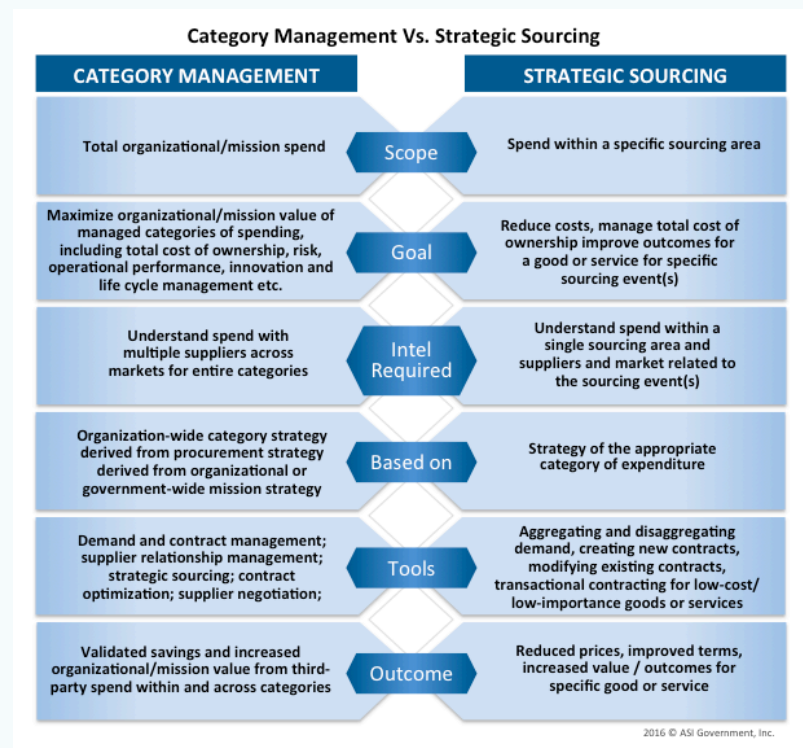 Category Management Vs. Strategic Sourcing
CATEGORY MANAGEMENT
STRATEGIC SOURCING
Total organizational/mission spend
Scope
Spend within a specific sourcing area
Maximize organizational/mission value of
managed categories of spending,
including total cost of ownership, risk,
operational performance, innovation and
life cycle management etc.
Goal
Reduce costs, manage total cost of
ownership improve outcomes for
a good or service for specific
sourcing event(s)
Understand spend with
multiple suppliers across
markets for entire categories
Intel
Required
Understand spend within a
single sourcing area and
suppliers and market related to
the sourcing event(s)
Organization-wide category strategy
derived from procurement strategy
derived from organizational or
government-wide mission strategy
Based on
Strategy of the appropriate
category of expenditure
Demand and contract management;
supplier relationship management;
strategic sourcing; contract
optimization; supplier negotiation;
Tools
Aggregating and disaggregating
demand, creating new contracts,
modifying existing contracts,
transactional contracting for low-cost/
low-importance goods or services
Validated savings and increased
organizational/mission value from third-
party spend within and across categories
Outcome
Reduced prices, improved terms,
increased value / outcomes for
specific good or service
2016 © ASI Government, Inc.